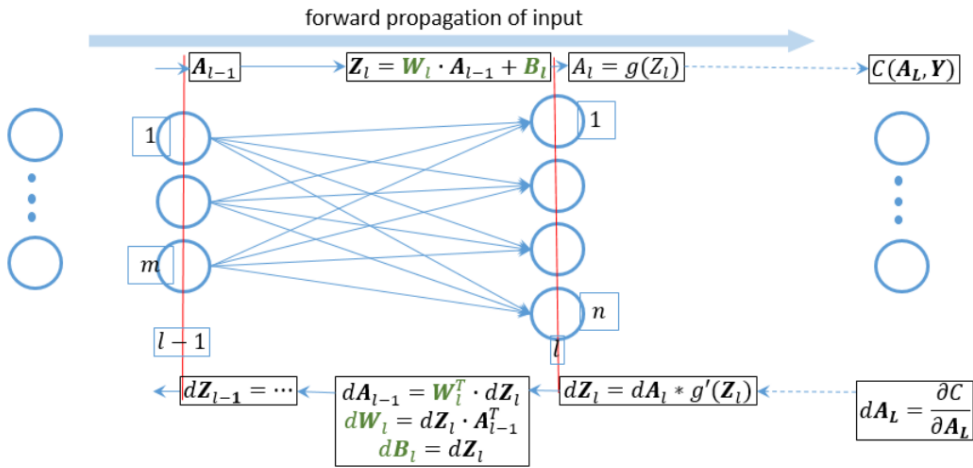 forward propagation of input
A_{l−1}
Z_l = W_l · A_{l−1} + B_l
A_l = g(Z_l)
C(A_L, Y)
1
1
m
n
l − 1
l
dZ_{l−1} = ⋯
dA_{l−1} = W_l^T · dZ_l
dW_l = dZ_l · A_{l−1}^T
dB_l = dZ_l
dZ_l = dA_l * g′(Z_l)
dA_L = ∂C/∂A_L